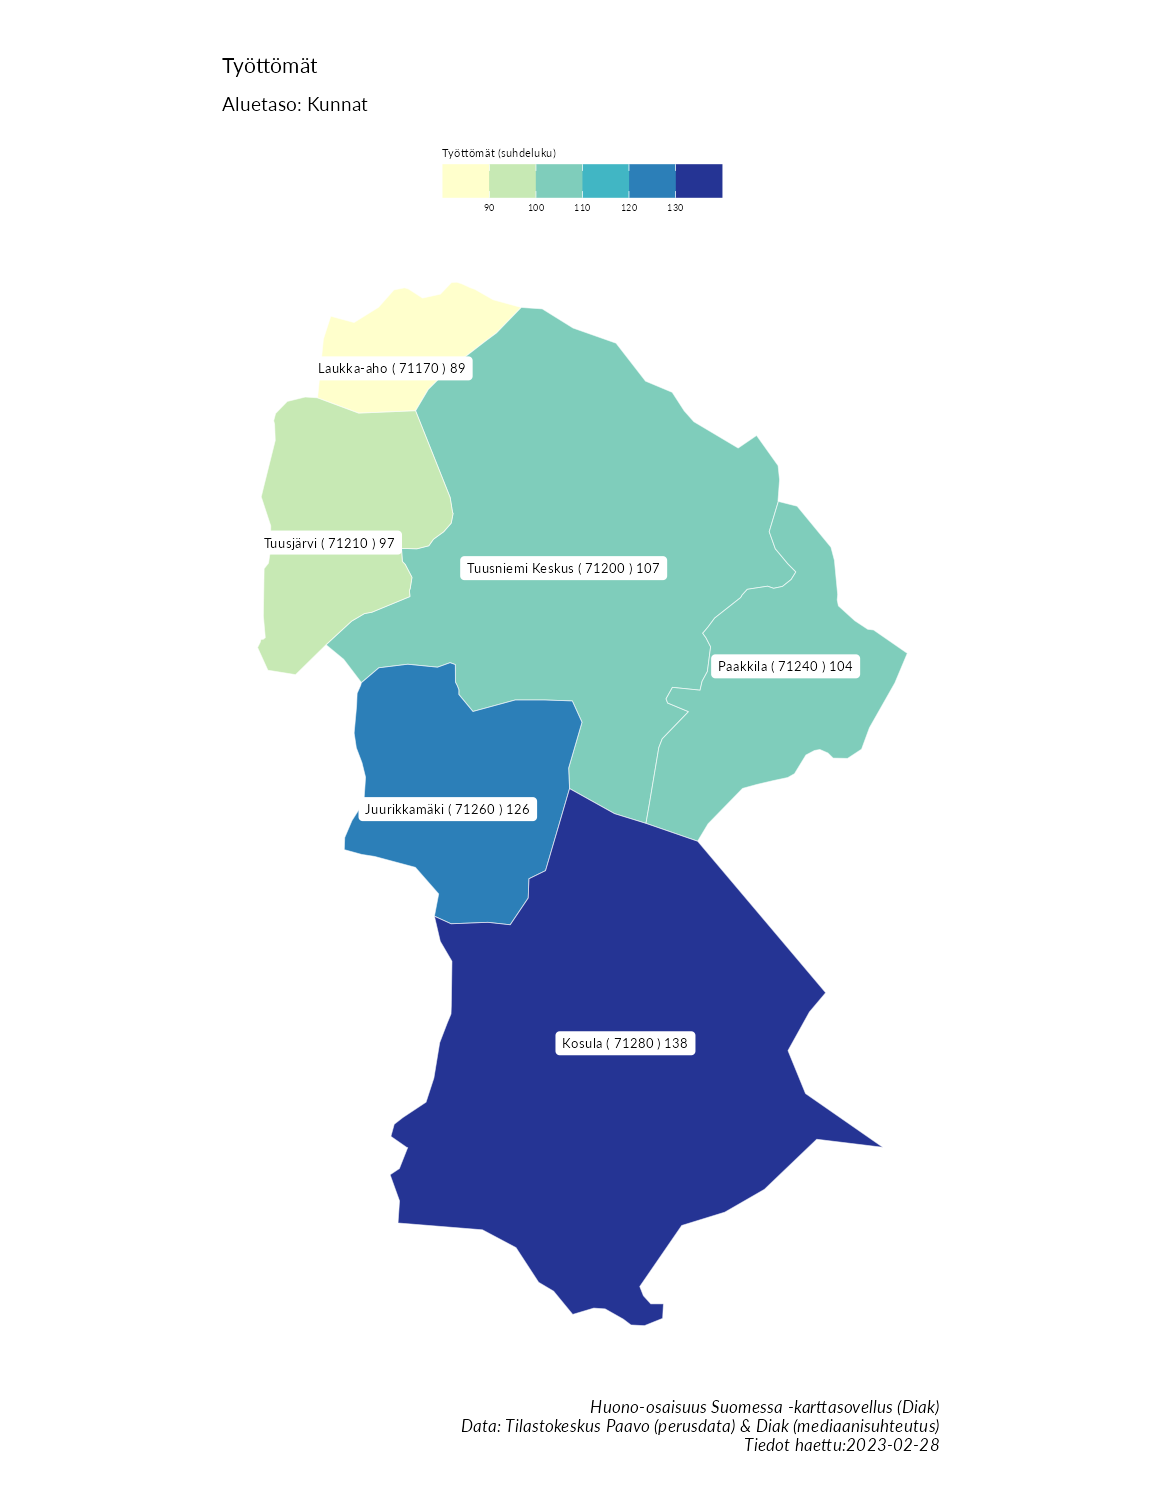 Työttömät
Aluetaso: Kunnat
Työttömät (suhdeluku)
90 100 110 120 130
Laukka-aho ( 71170 ) 89
Tuusjärvi ( 71210 ) 97
Tuusniemi Keskus ( 71200 ) 107
Paakkila ( 71240 ) 104
Juurikkamäki ( 71260 ) 126
Kosula ( 71280 ) 138
Huono-osaisuus Suomessa -karttasovellus (Diak)
Data: Tilastokeskus Paavo (perusdata) & Diak (mediaanisuhteutus)
Tiedot haettu:2023-02-28